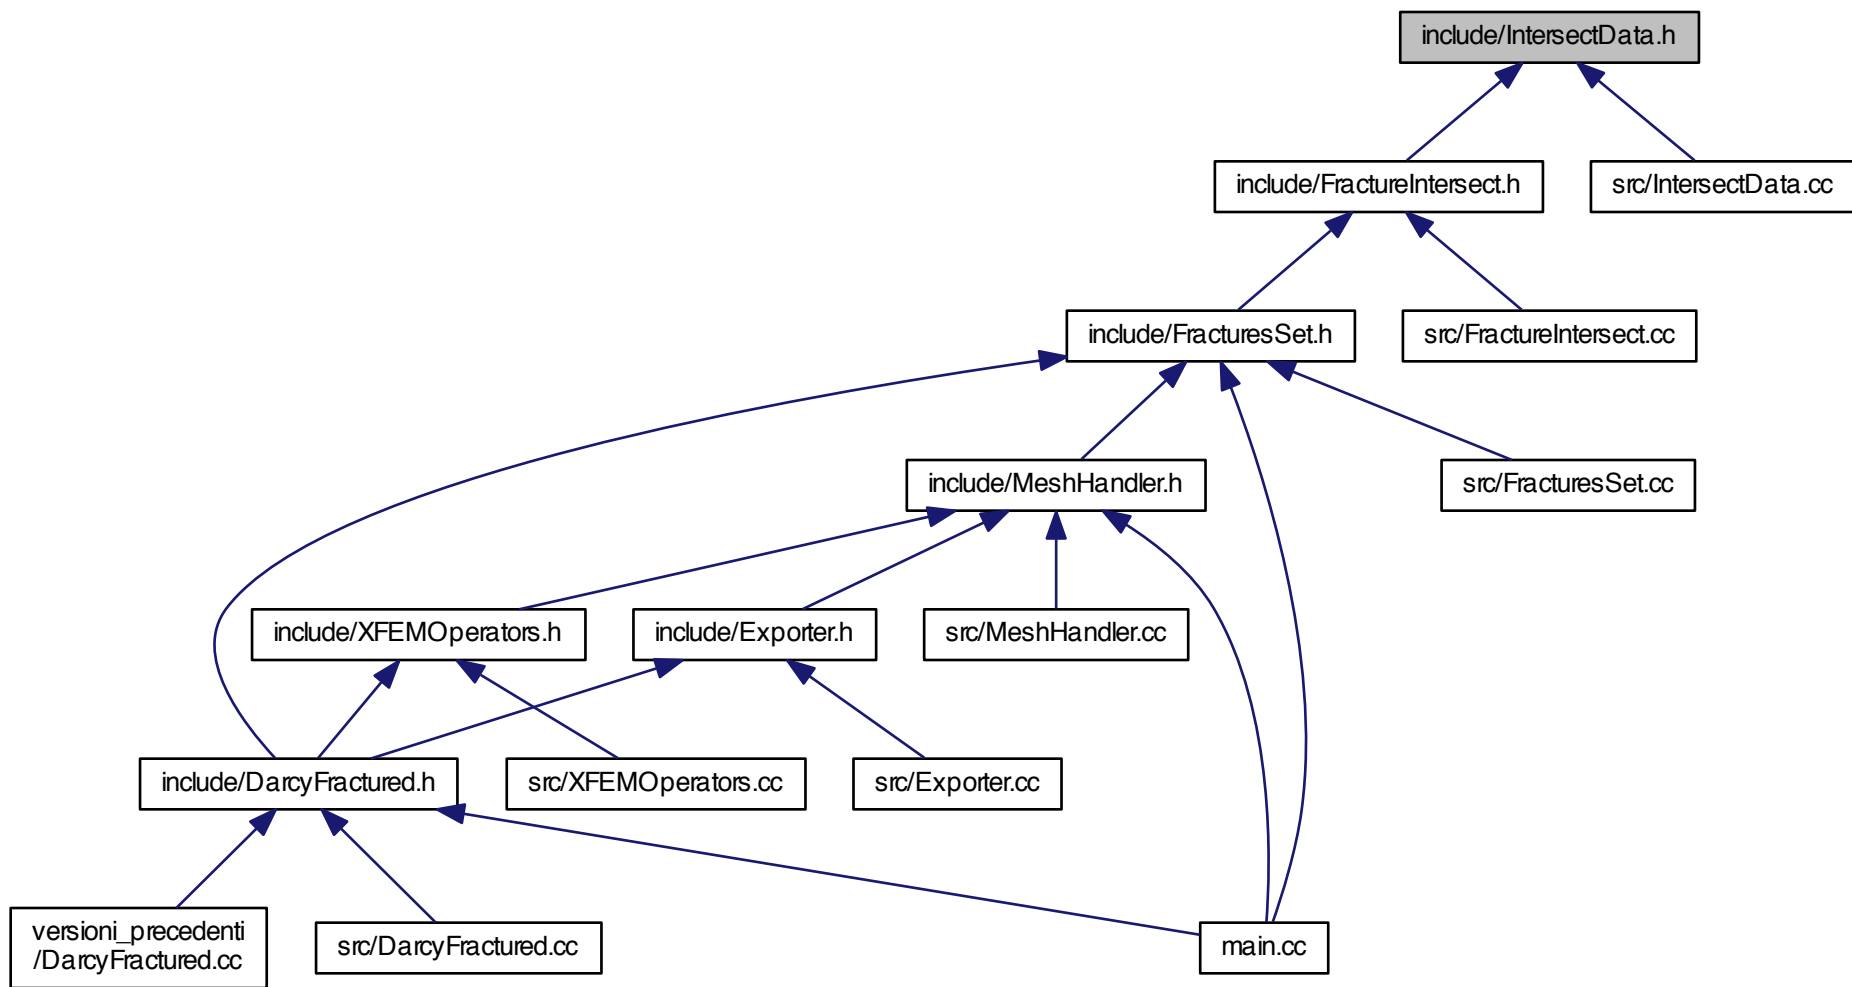 include/IntersectData.h
include/FractureIntersect.h
src/IntersectData.cc
include/FracturesSet.h
src/FractureIntersect.cc
include/MeshHandler.h
src/FracturesSet.cc
include/XFEMOperators.h
include/Exporter.h
src/MeshHandler.cc
include/DarcyFractured.h
src/XFEMOperators.cc
src/Exporter.cc
versioni_precedenti
/DarcyFractured.cc
src/DarcyFractured.cc
main.cc